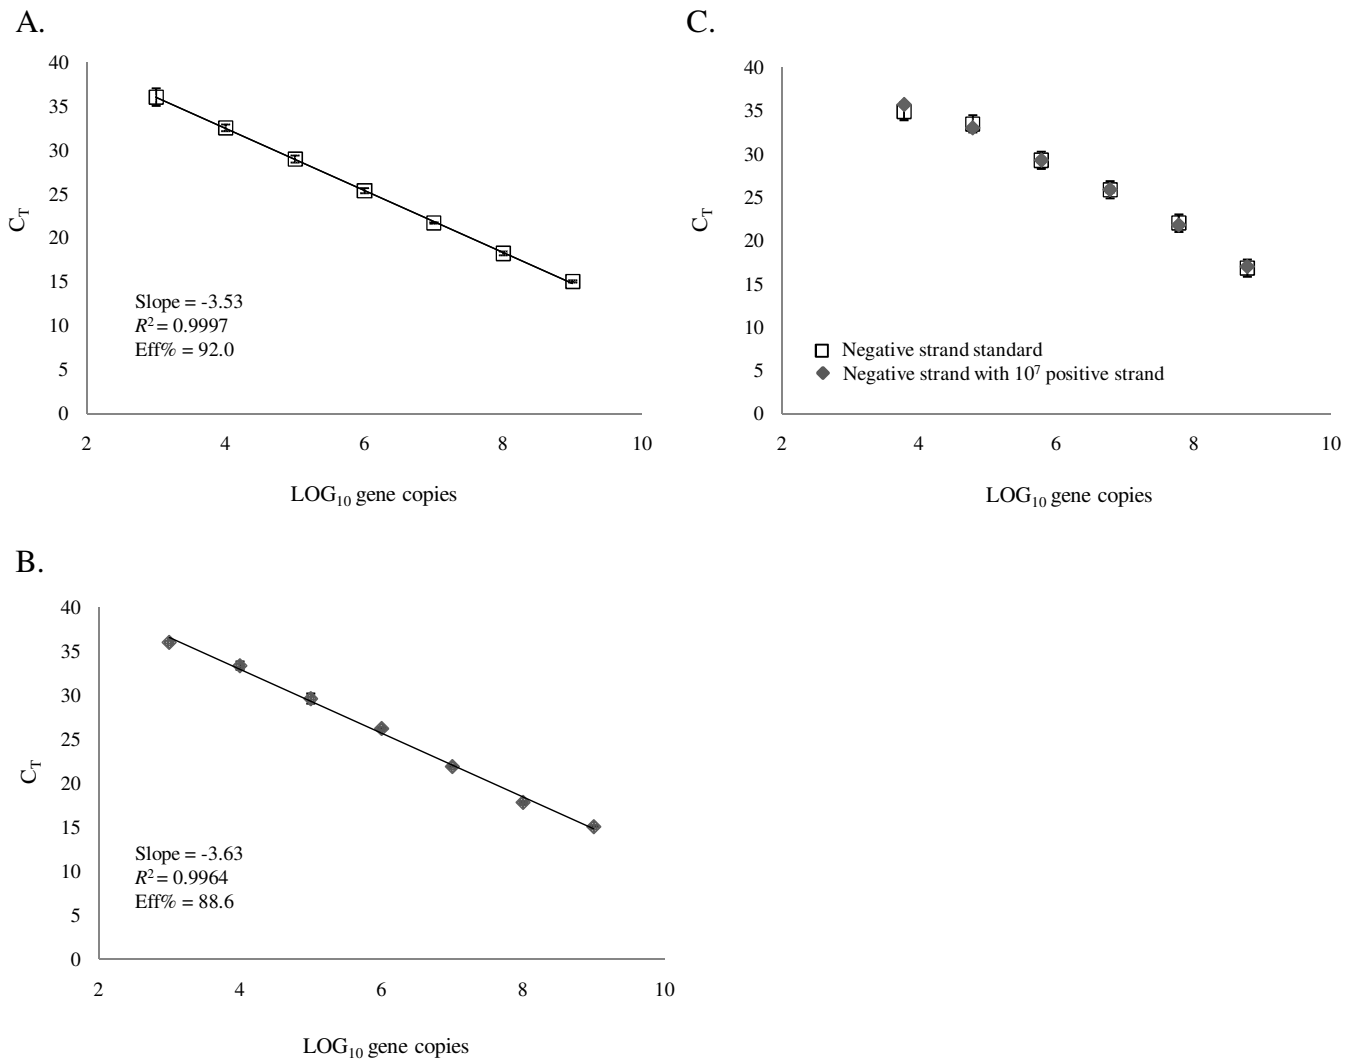 A.
40
35
30
25
20
15
10
5
0
C_T
Slope = -3.53
R² = 0.9997
Eff% = 92.0
2 4 6 8 10
LOG₁₀ gene copies
B.
40
35
30
25
20
15
10
5
0
C_T
Slope = -3.63
R² = 0.9964
Eff% = 88.6
2 4 6 8 10
LOG₁₀ gene copies
C.
40
35
30
25
20
15
10
5
0
C_T
Negative strand standard
Negative strand with 10⁷ positive strand
2 4 6 8 10
LOG₁₀ gene copies